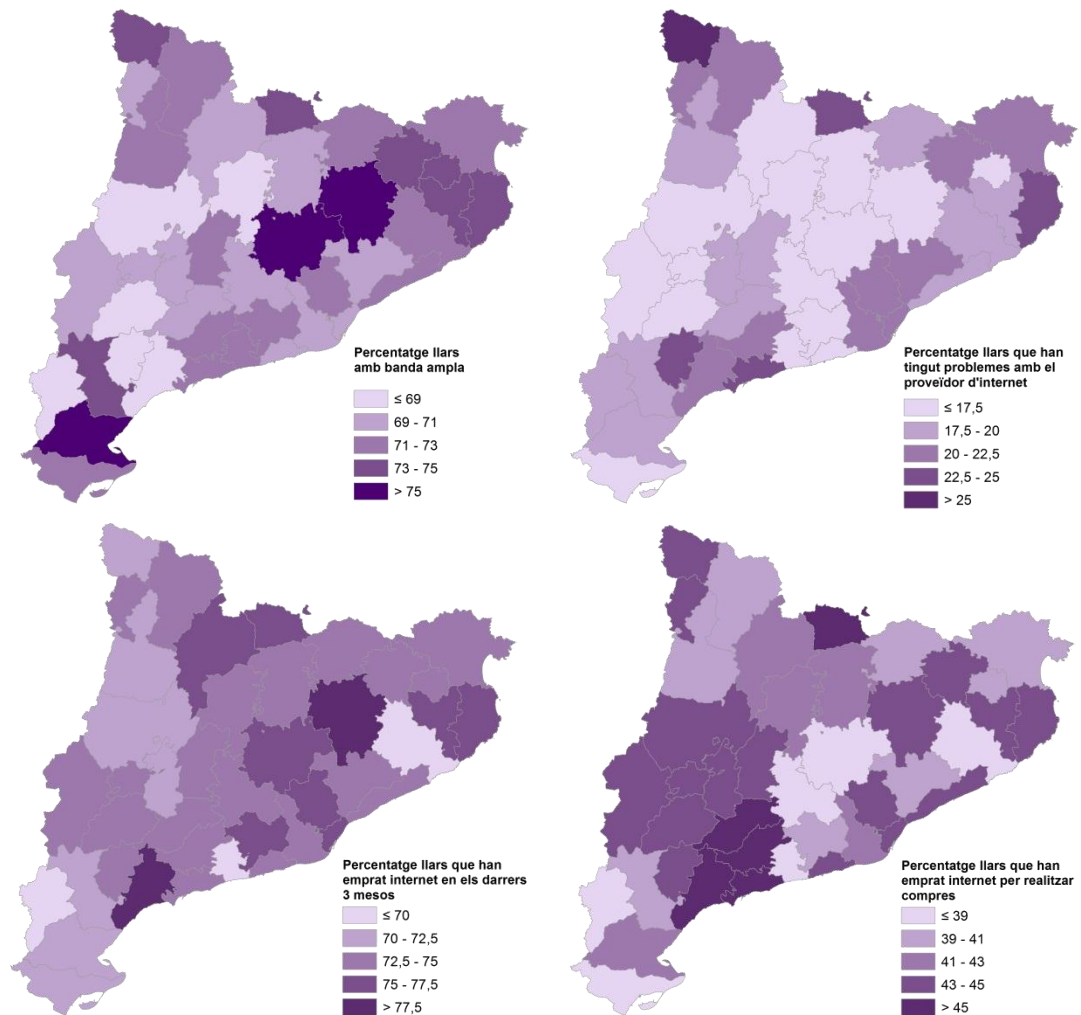 Percentatge llars
amb banda ampla
≤ 69
69 - 71
71 - 73
73 - 75
> 75
Percentatge llars que han
tingut problemes amb el
proveïdor d'internet
≤ 17,5
17,5 - 20
20 - 22,5
22,5 - 25
> 25
Percentatge llars que han
emprat internet en els darrers
3 mesos
≤ 70
70 - 72,5
72,5 - 75
75 - 77,5
> 77,5
Percentatge llars que han
emprat internet per realitzar
compres
≤ 39
39 - 41
41 - 43
43 - 45
> 45